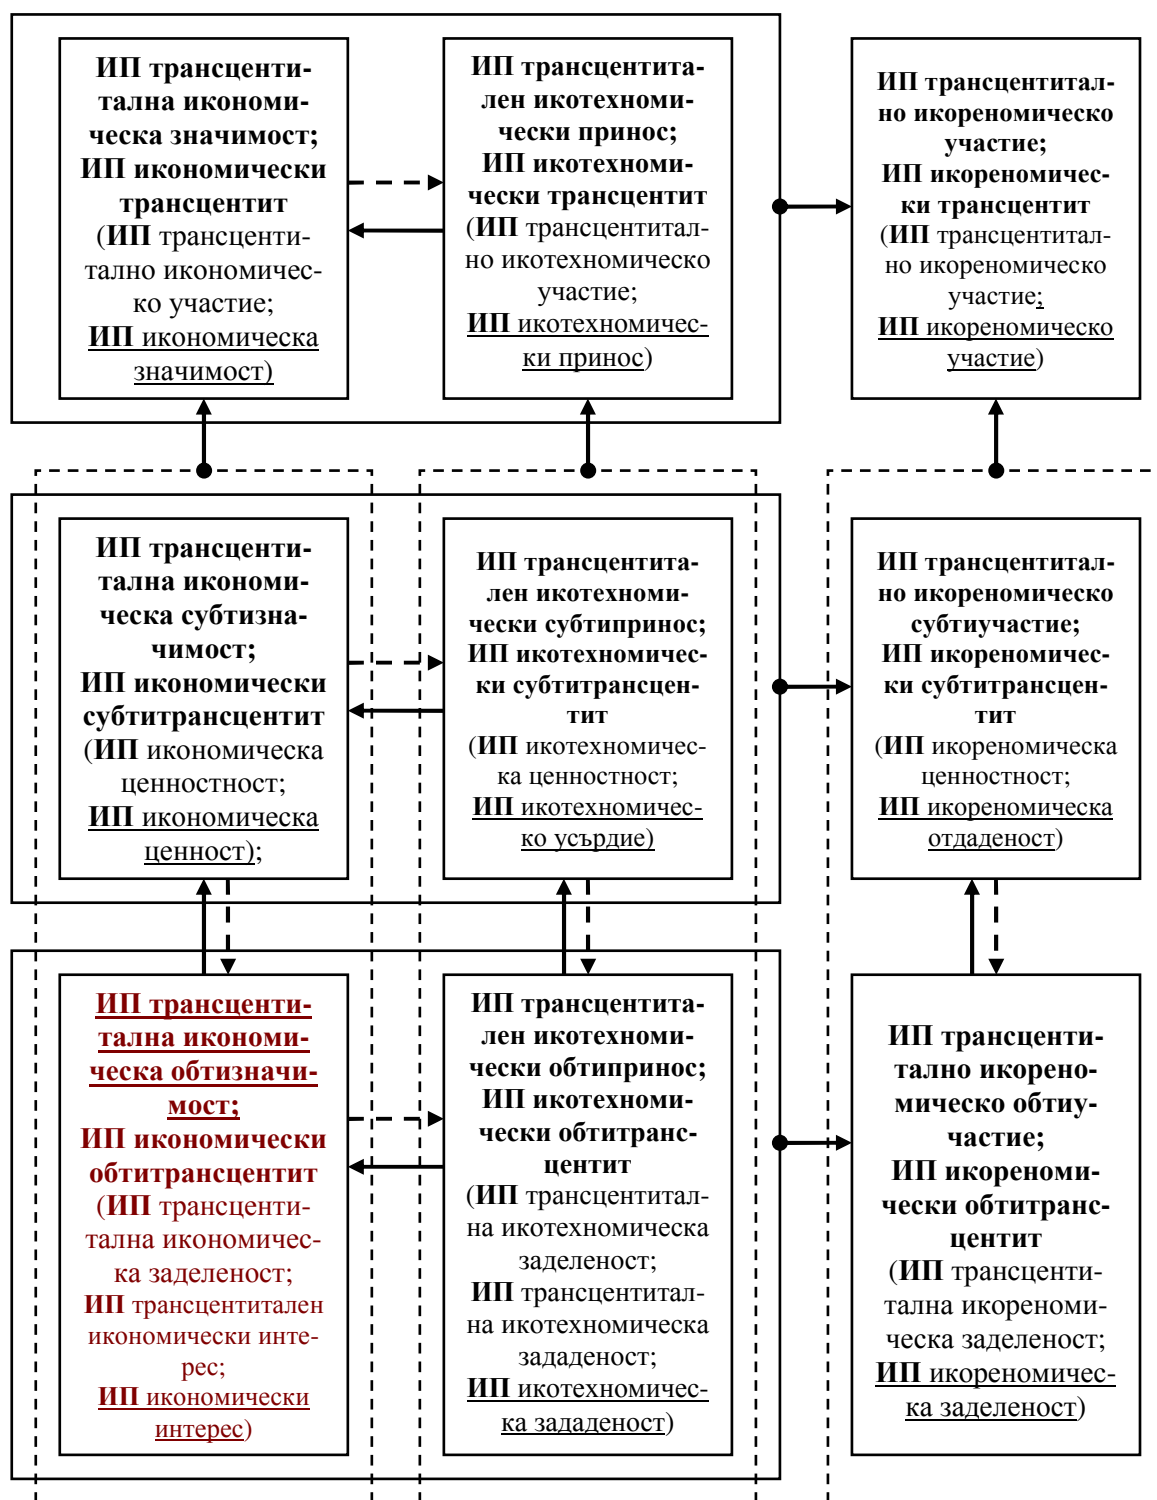 ИП трансценти-
тална икономи-
ческа значимост;
ИП икономически
трансцентит
(ИП трансценти-
тално икономичес-
ко участие;
ИП икономическа
значимост)
ИП трансцентита-
лен икотехноми-
чески принос;
ИП икотехноми-
чески трансцентит
(ИП трансцентитал-
но икотехномическо
участие;
ИП икотехномичес-
ки принос)
ИП трансцентитал-
но икореномическо
участие;
ИП икореномичес-
ки трансцентит
(ИП трансцентитал-
но икореномическо
участие;
ИП икореномическо
участие)
ИП трансценти-
тална икономи-
ческа субтизна-
чимост;
ИП икономически
субтитрансцентит
(ИП икономическа
ценностност;
ИП икономическа
ценност);
ИП трансцентита-
лен икотехноми-
чески субтипринос;
ИП икотехномичес-
ки субтитрансцен-
тит
(ИП икотехномичес-
ка ценностност;
ИП икотехномичес-
ко усърдие)
ИП трансцентитал-
но икореномическо
субтиучастие;
ИП икореномичес-
ки субтитрансцен-
тит
(ИП икореномическа
ценностност;
ИП икореномическа
отдаденост)
ИП трансценти-
тална икономи-
ческа обтизначи-
мост;
ИП икономически
обтитрансцентит
(ИП трансценти-
тална икономичес-
ка заделеност;
ИП трансцентитален
икономически инте-
рес;
ИП икономически
интерес)
ИП трансцентита-
лен икотехноми-
чески обтипринос;
ИП икотехноми-
чески обтитранс-
центит
(ИП трансцентитал-
на икотехномическа
заделеност;
ИП трансцентитал-
на икотехномическа
зададеност;
ИП икотехномичес-
ка зададеност)
ИП трансценти-
тално икорено-
мическо обтиу-
частие;
ИП икореноми-
чески обтитранс-
центит
(ИП трансценти-
тална икореноми-
ческа заделеност;
ИП икореномичес-
ка заделеност)